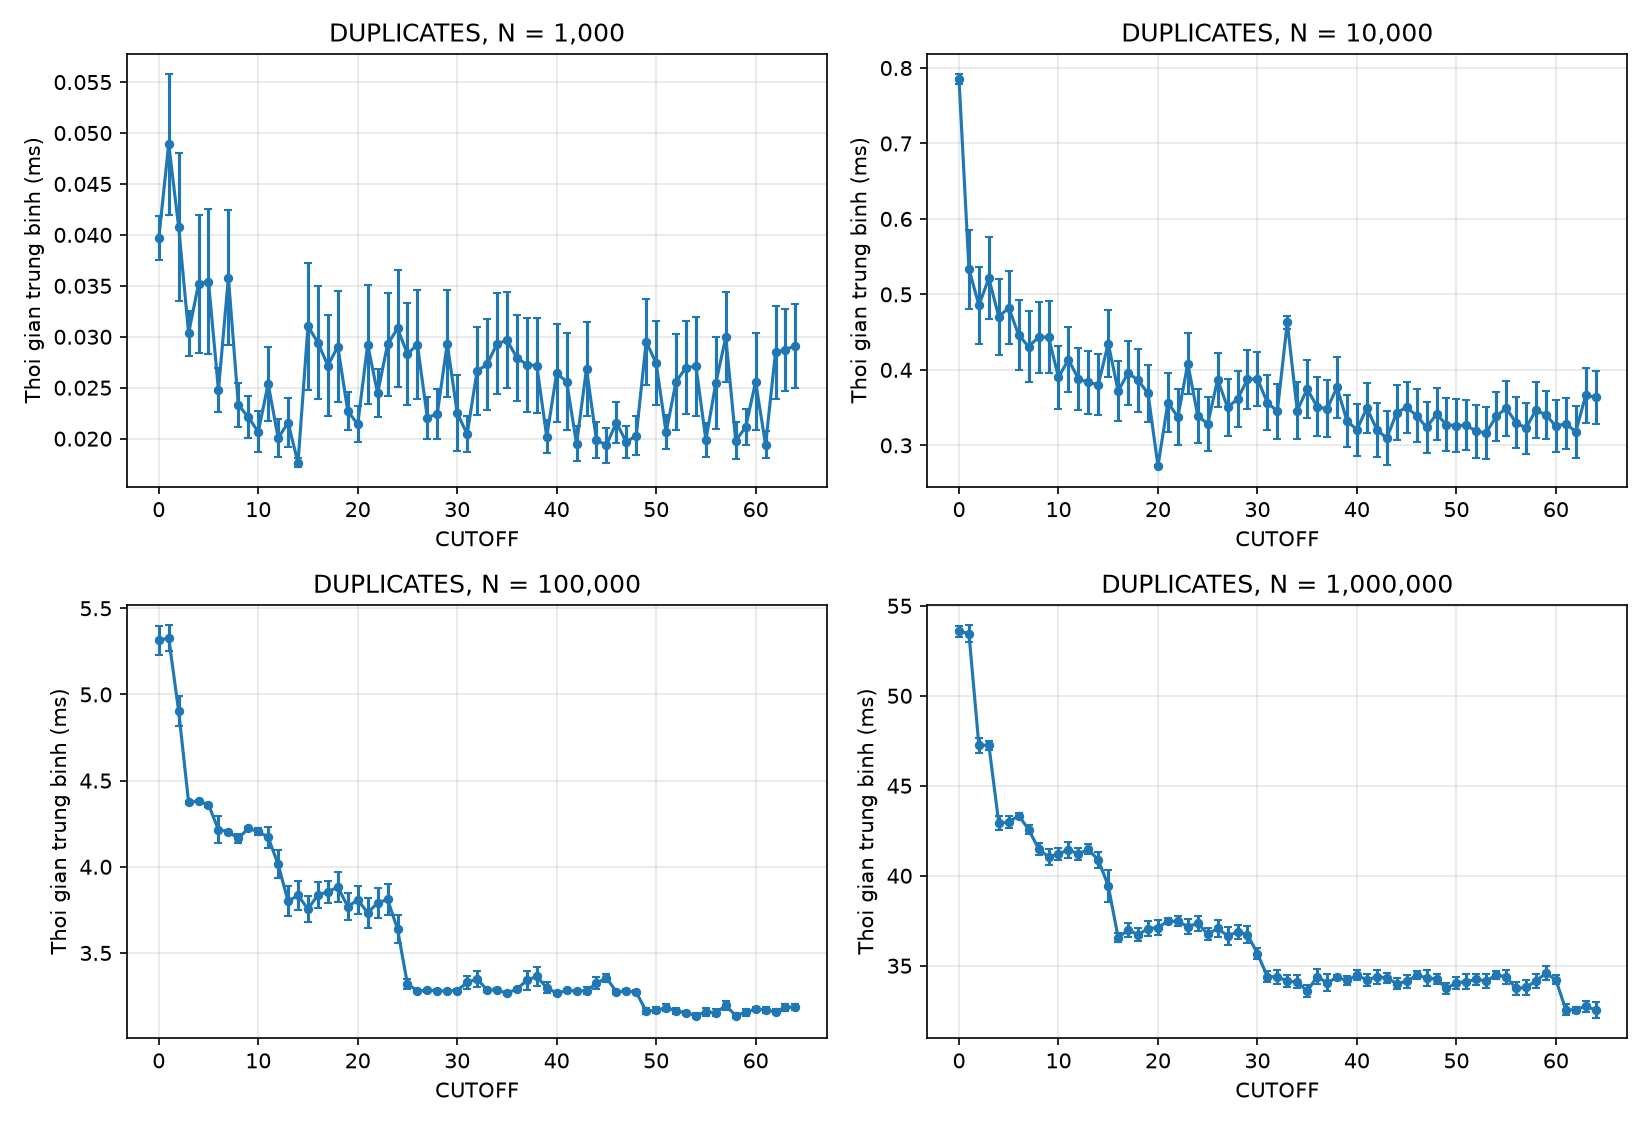 DUPLICATES, N = 1,000
Thoi gian trung binh (ms)
0.055
0.050
0.045
0.040
0.035
0.030
0.025
0.020
0 10 20 30 40 50 60
CUTOFF
DUPLICATES, N = 10,000
Thoi gian trung binh (ms)
0.8
0.7
0.6
0.5
0.4
0.3
0 10 20 30 40 50 60
CUTOFF
DUPLICATES, N = 100,000
Thoi gian trung binh (ms)
5.5
5.0
4.5
4.0
3.5
0 10 20 30 40 50 60
CUTOFF
DUPLICATES, N = 1,000,000
Thoi gian trung binh (ms)
55
50
45
40
35
0 10 20 30 40 50 60
CUTOFF